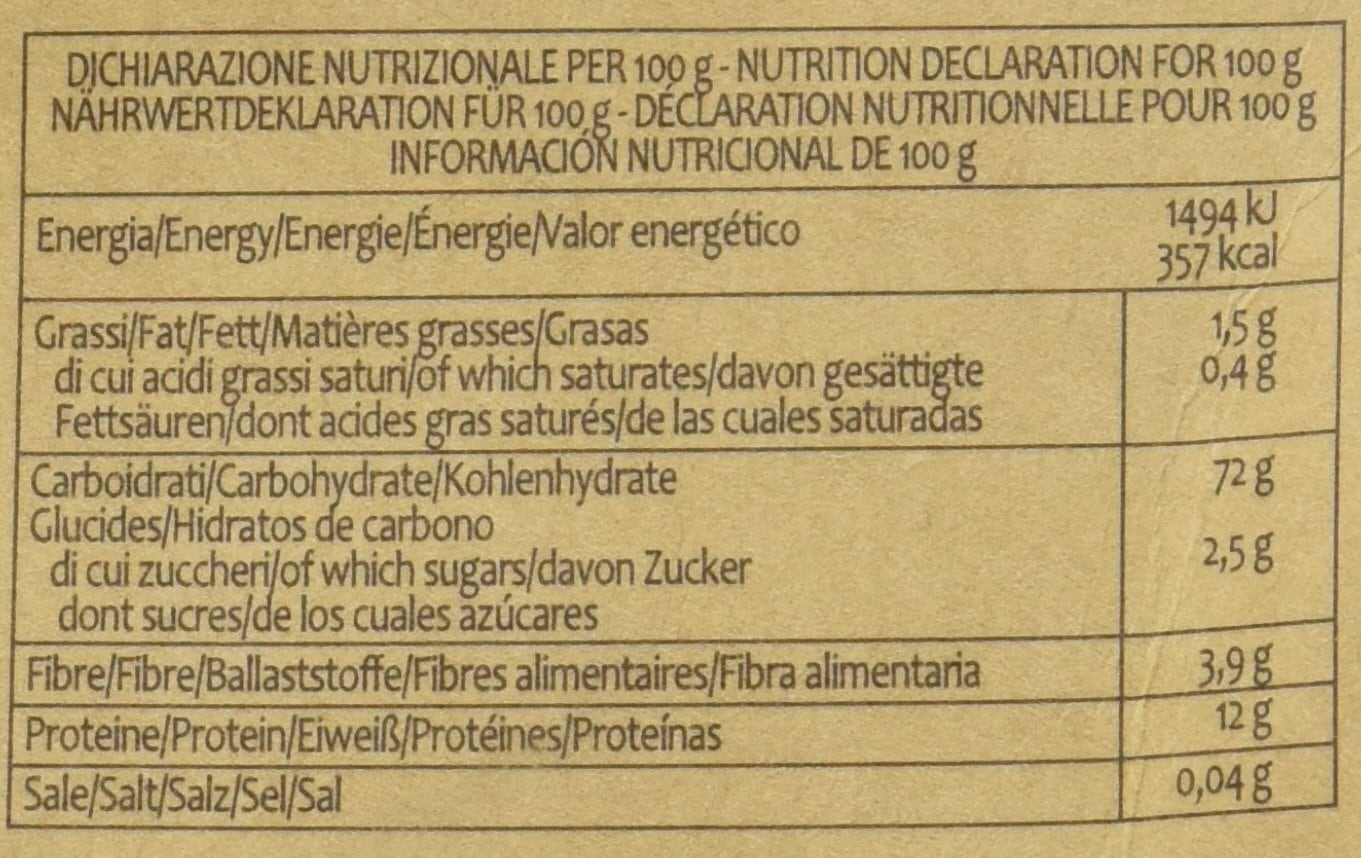 DICHIARAZIONE NUTRIZIONALE PER 100 g - NUTRITION DECLARATION FOR 100 g
NÄHRWERTDEKLARATION FÜR 100 g - DÉCLARATION NUTRITIONNELLE POUR 100 g
INFORMACIÓN NUTRICIONAL DE 100 g
Energia/Energy/Energie/Énergie/Valor energético
1494 kJ
357 kcal
Grassi/Fat/Fett/Matières grasses/Grasas 1,5 g
di cui acidi grassi saturi/of which saturates/davon gesättigte 0,4 g
Fettsäuren/dont acides gras saturés/de las cuales saturadas
Carboidrati/Carbohydrate/Kohlenhydrate 72 g
Glucides/Hidratos de carbono
di cui zuccheri/of which sugars/davon Zucker 2,5 g
dont sucres/de los cuales azúcares
Fibre/Fibre/Ballaststoffe/Fibres alimentaires/Fibra alimentaria 3,9 g
Proteine/Protein/Eiweiß/Protéines/Proteínas 12 g
Sale/Salt/Salz/Sel/Sal 0,04 g